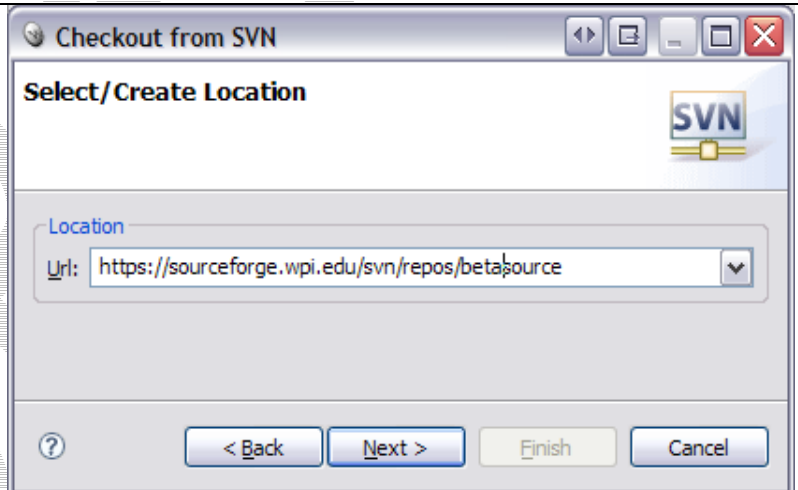 Checkout from SVN
Select/Create Location
SVN
Location
Url: https://sourceforge.wpi.edu/svn/repos/betasource
?
< Back Next > Finish Cancel